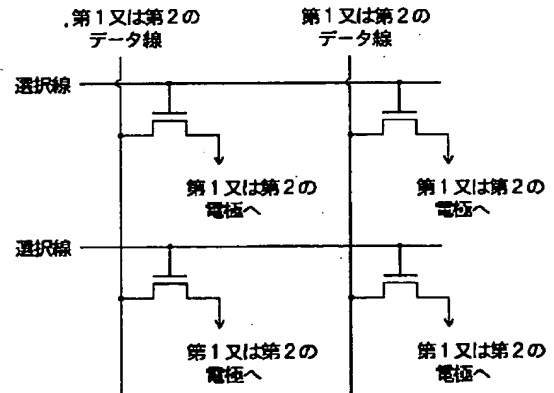 第1又は第2の
データ線
第1又は第2の
データ線
選択線
第1又は第2の
電極へ
第1又は第2の
電極へ
選択線
第1又は第2の
電極へ
第1又は第2の
電極へ